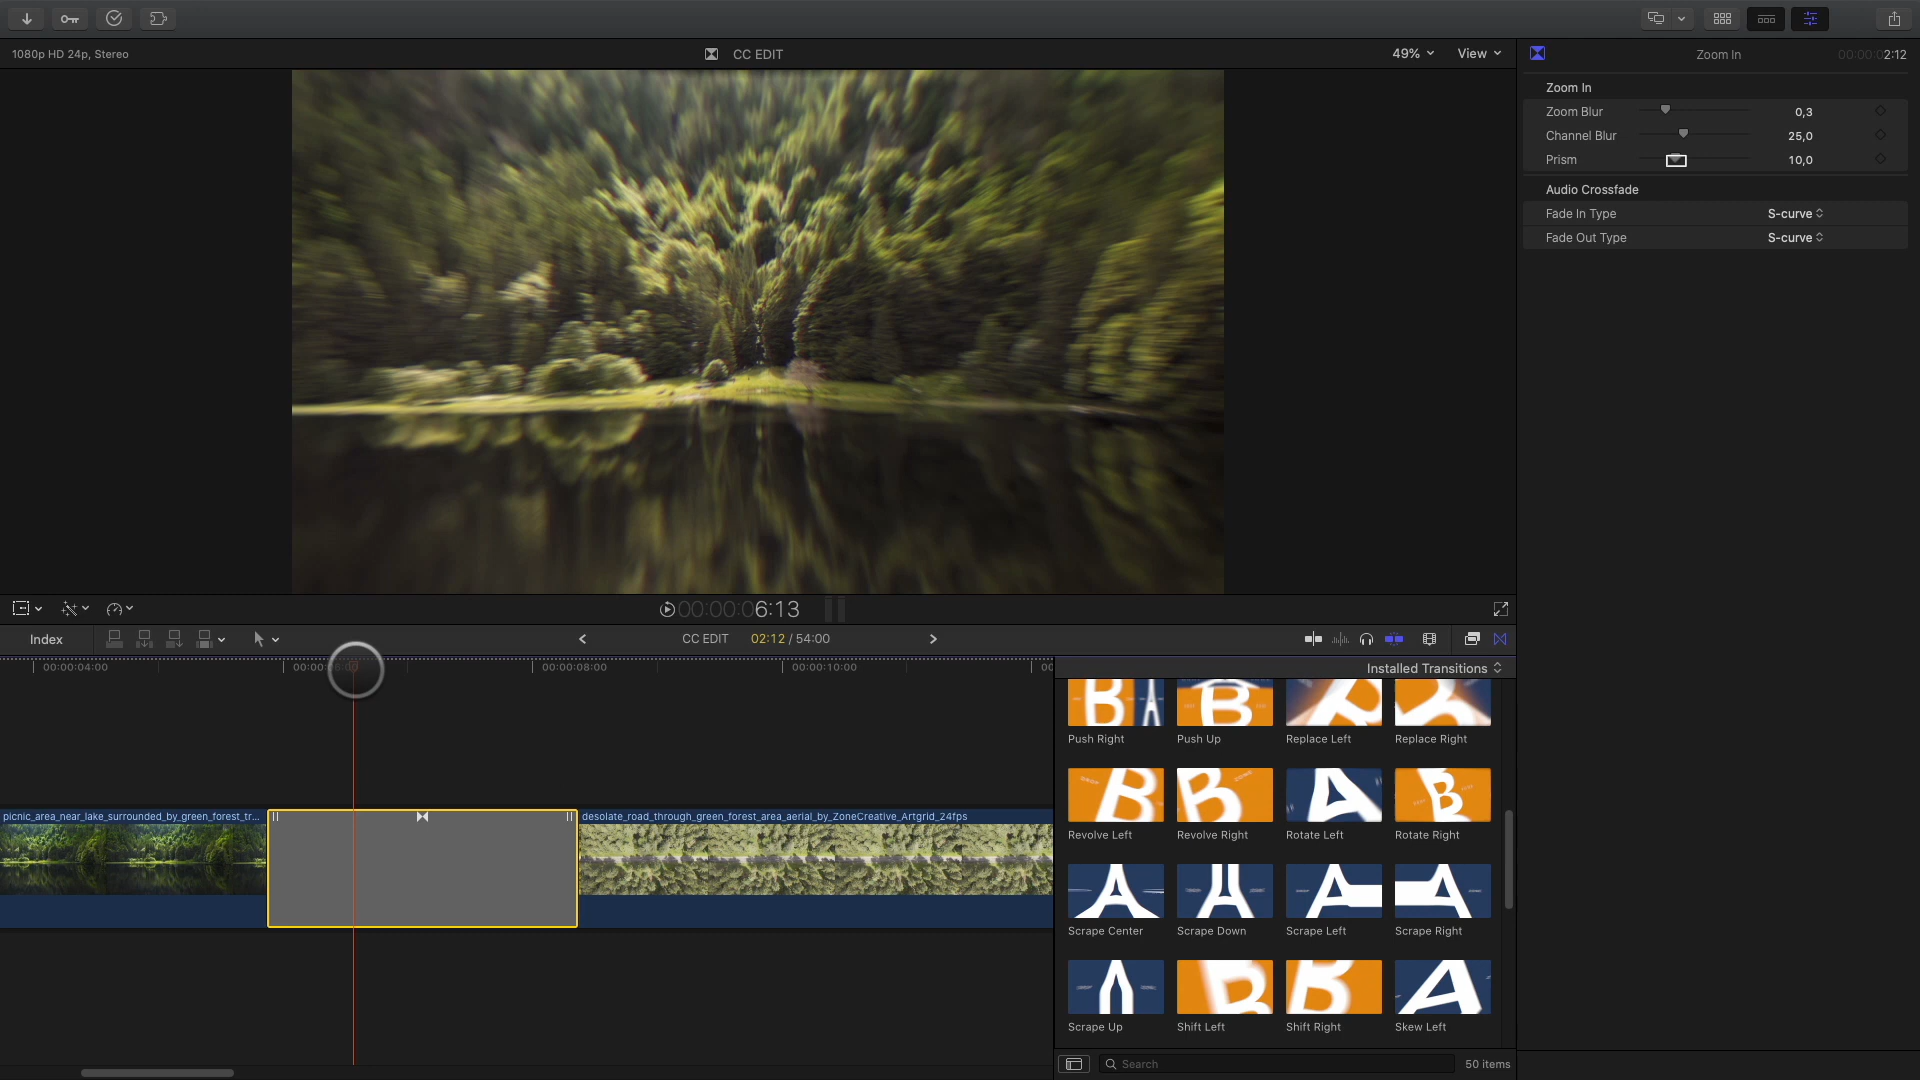 1080p HD 24p, Stereo
CC EDIT
49%
View
Zoom In
00:00:02:12
Zoom In
Zoom Blur
0,3
Channel Blur
25,0
Prism
10,0
Audio Crossfade
Fade In Type
S-curve
Fade Out Type
S-curve
00:00:06:13
Index
CC EDIT
02:12 / 54:00
00:00:04:00
00:00:08:00
00:00:10:00
Installed Transitions
Push Right
Push Up
Replace Left
Replace Right
Revolve Left
Revolve Right
Rotate Left
Rotate Right
picnic_area_near_lake_surrounded_by_green_forest_tr...
desolate_road_through_green_forest_area_aerial_by_ZoneCreative_Artgrid_24fps
Scrape Center
Scrape Down
Scrape Left
Scrape Right
Scrape Up
Shift Left
Shift Right
Skew Left
Search
50 items